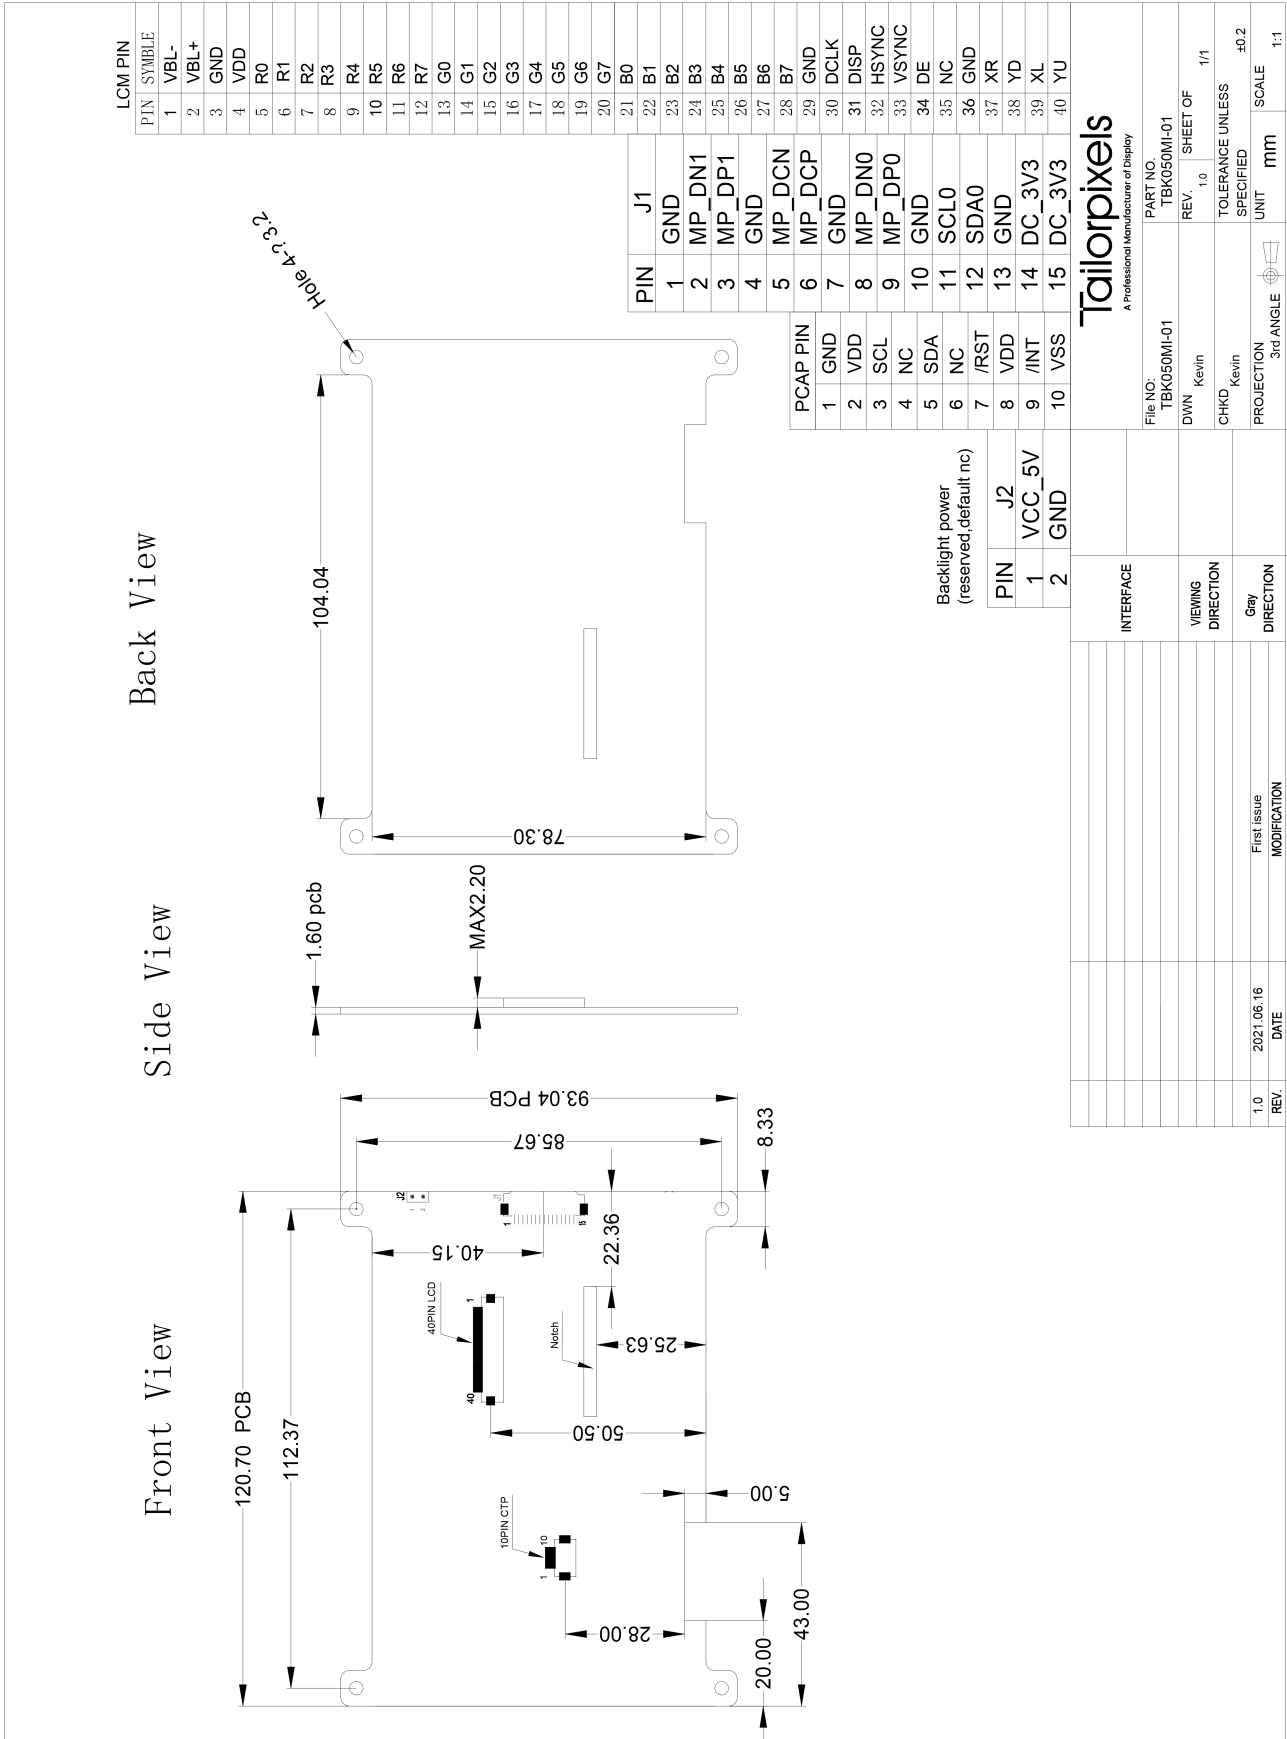 Front View
Side View
Back View
120.70 PCB
112.37
93.04 PCB
85.67
40.15
22.36
8.33
25.63
50.50
5.00
28.00
20.00
43.00
10PIN CTP
1
10
40PIN LCD
40
1
Notch
J2
1
2
J1
1
15
1.60 pcb
MAX2.20
104.04
78.30
Hole 4-?3.2
LCM PIN
PIN SYMBLE
1 VBL-
2 VBL+
3 GND
4 VDD
5 R0
6 R1
7 R2
8 R3
9 R4
10 R5
11 R6
12 R7
13 G0
14 G1
15 G2
16 G3
17 G4
18 G5
19 G6
20 G7
21 B0
22 B1
23 B2
24 B3
25 B4
26 B5
27 B6
28 B7
29 GND
30 DCLK
31 DISP
32 HSYNC
33 VSYNC
34 DE
35 NC
36 GND
37 XR
38 YD
39 XL
40 YU
PIN J1
1 GND
2 MP_DN1
3 MP_DP1
4 GND
5 MP_DCN
6 MP_DCP
7 GND
8 MP_DN0
9 MP_DP0
10 GND
11 SCL0
12 SDA0
13 GND
14 DC_3V3
15 DC_3V3
PCAP PIN
1 GND
2 VDD
3 SCL
4 NC
5 SDA
6 NC
7 /RST
8 VDD
9 /INT
10 VSS
Backlight power
(reserved,default nc)
PIN J2
1 VCC_5V
2 GND
1.0 2021.06.16 First issue
REV. DATE MODIFICATION
INTERFACE
VIEWING
DIRECTION
Gray
DIRECTION
Tailorpixels
A Professional Manufacturer of Display
File NO:
TBK050MI-01
PART NO.
TBK050MI-01
DWN
Kevin
REV.
1.0
SHEET OF
1/1
CHKD
Kevin
TOLERANCE UNLESS
SPECIFIED
±0.2
PROJECTION
3rd ANGLE
UNIT
mm
SCALE
1:1